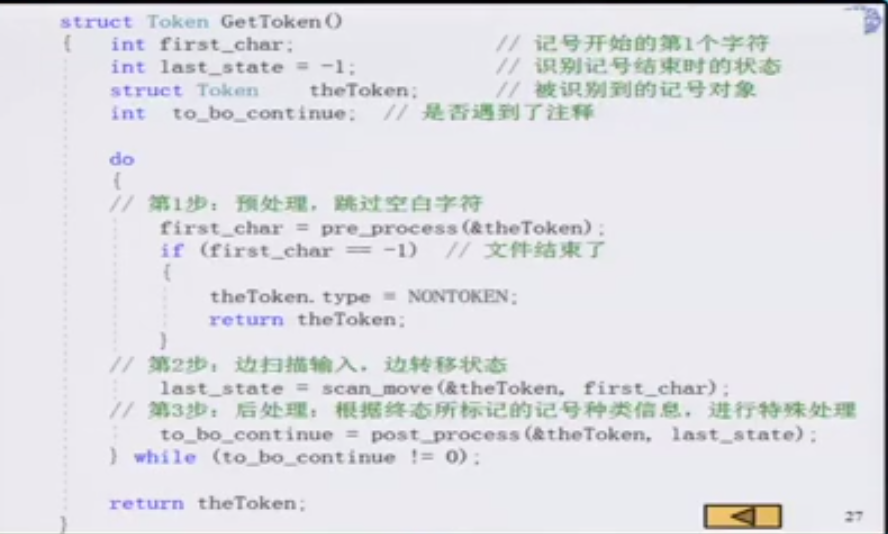 struct Token GetToken()
{ int first_char; // 记号开始的第1个字符
int last_state = -1; // 识别记号结束时的状态
struct Token theToken; // 被识别到的记号对象
int to_bo_continue; // 是否遇到了注释
do
{
// 第1步：预处理，跳过空白字符
first_char = pre_process(&theToken);
if (first_char == -1) // 文件结束了
{
theToken.type = NONTOKEN;
return theToken;
}
// 第2步：边扫描输入，边转移状态
last_state = scan_move(&theToken, first_char);
// 第3步：后处理：根据终态所标记的记号种类信息，进行特殊处理
to_bo_continue = post_process(&theToken, last_state);
} while (to_bo_continue != 0);
return theToken;
}
27